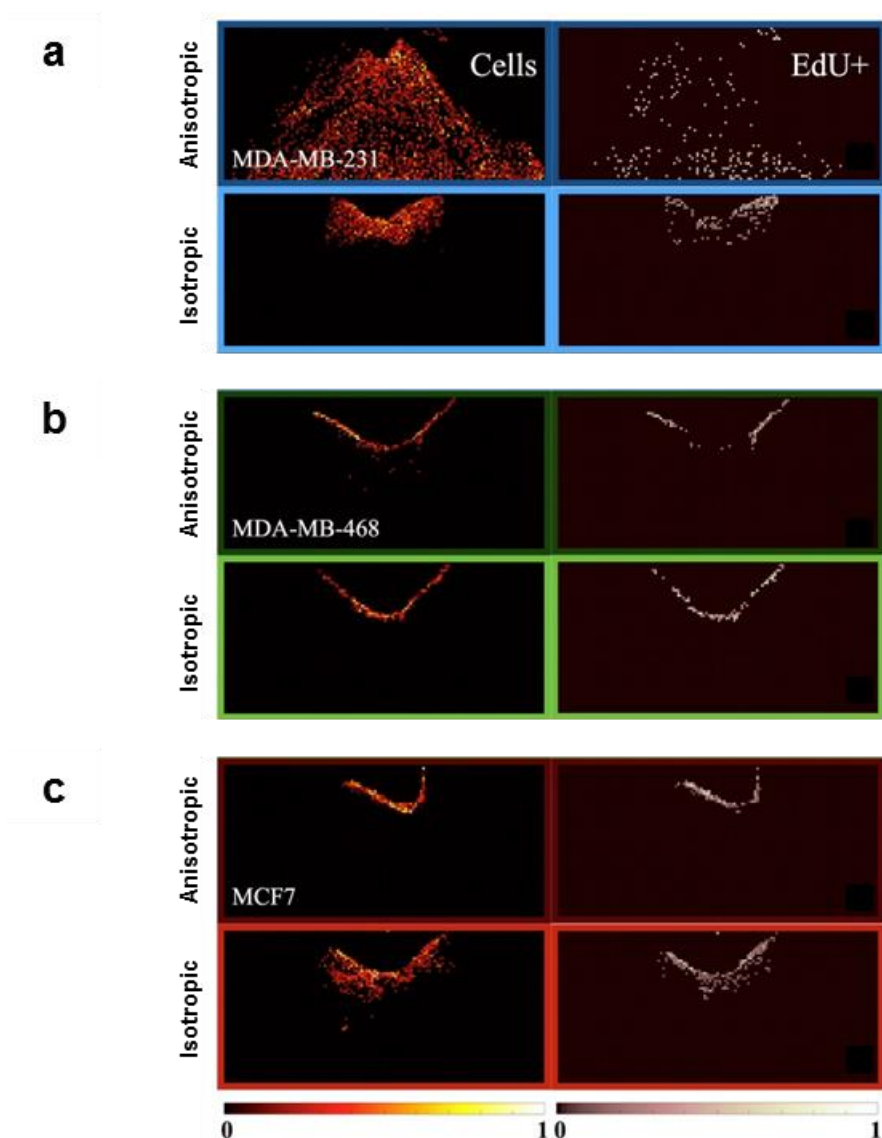 a
Anisotropic
Cells
EdU+
MDA-MB-231
Isotropic
b
Anisotropic
MDA-MB-468
Isotropic
c
Anisotropic
MCF7
Isotropic
0
1
0
1